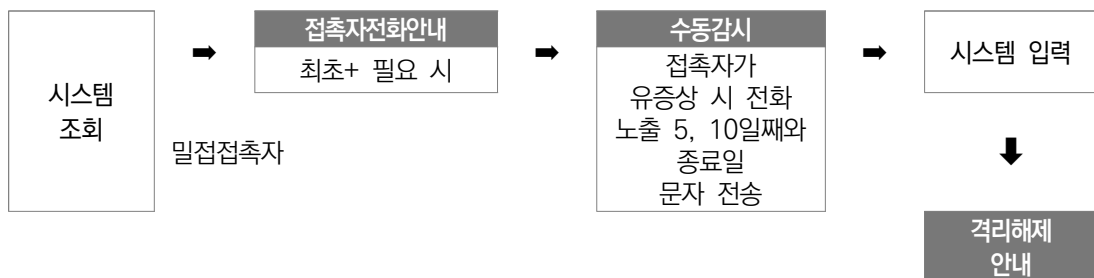 시스템
조회
밀접접촉자
접촉자전화안내
최초+ 필요 시
수동감시
접촉자가
유증상 시 전화
노출 5, 10일째와
종료일
문자 전송
시스템 입력
격리해제
안내